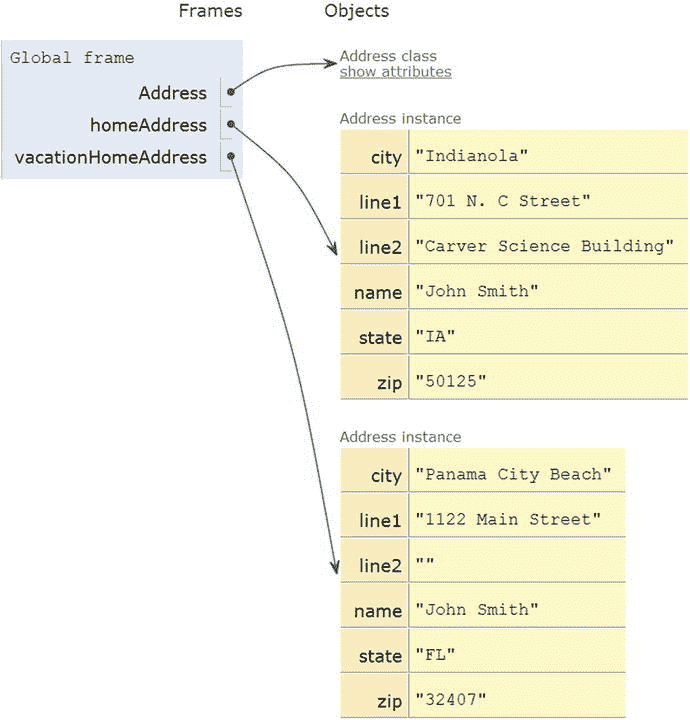 Frames Objects
Global frame
Address
homeAddress
vacationHomeAddress
Address class
show attributes
Address instance
city "Indianola"
line1 "701 N. C Street"
line2 "Carver Science Building"
name "John Smith"
state "IA"
zip "50125"
Address instance
city "Panama City Beach"
line1 "1122 Main Street"
line2 ""
name "John Smith"
state "FL"
zip "32407"